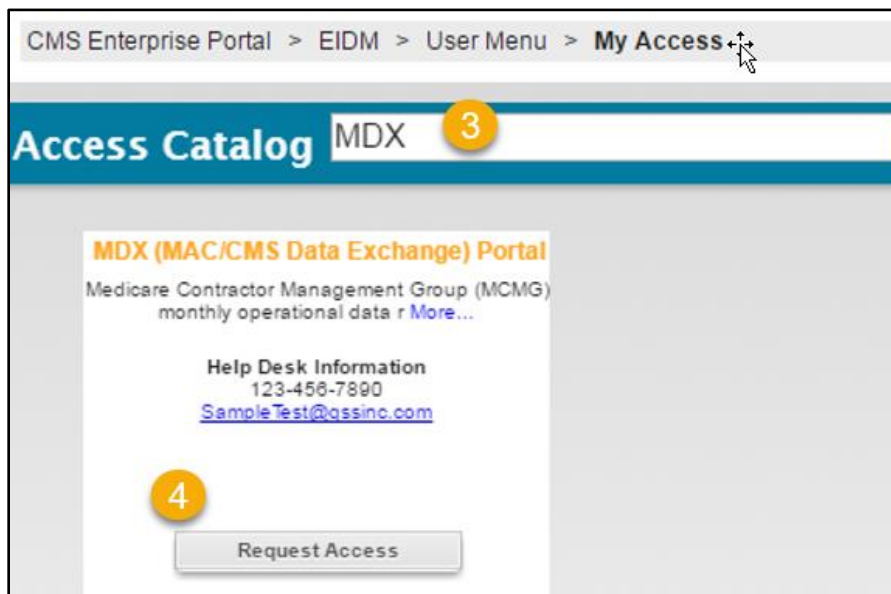 CMS Enterprise Portal > EIDM > User Menu > My Access
Access Catalog MDX 3
MDX (MAC/CMS Data Exchange) Portal
Medicare Contractor Management Group (MCMG)
monthly operational data r More...
Help Desk Information
123-456-7890
SampleTest@qssinc.com
4
Request Access